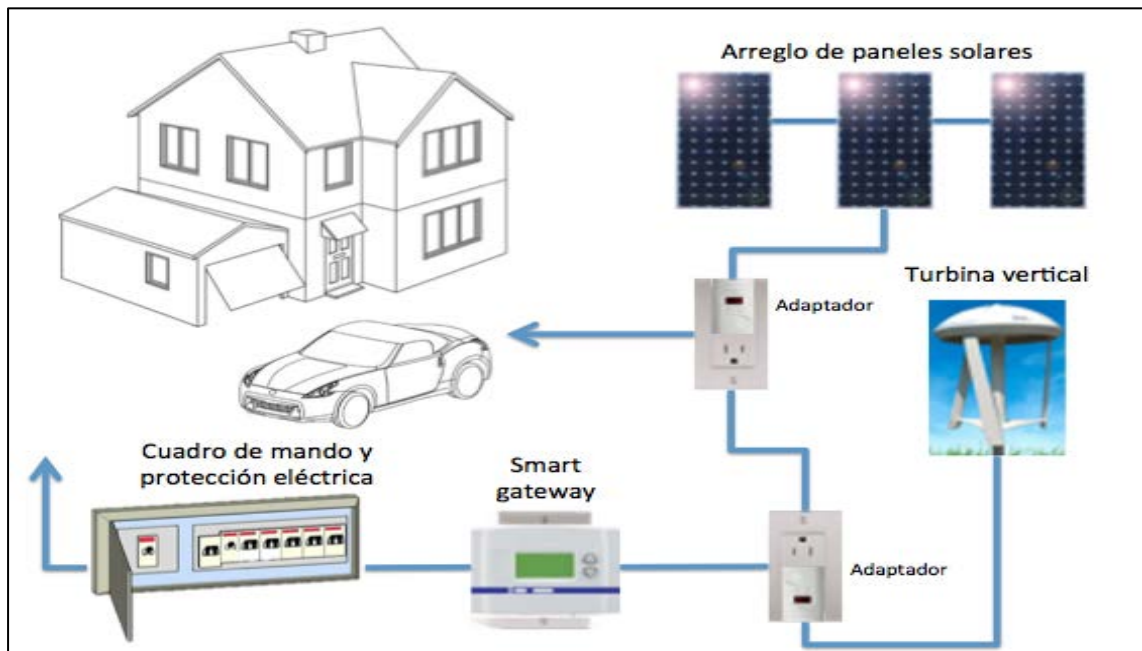 Arreglo de paneles solares
Turbina vertical
Adaptador
Cuadro de mando y
protección eléctrica
Smart
gateway
Adaptador